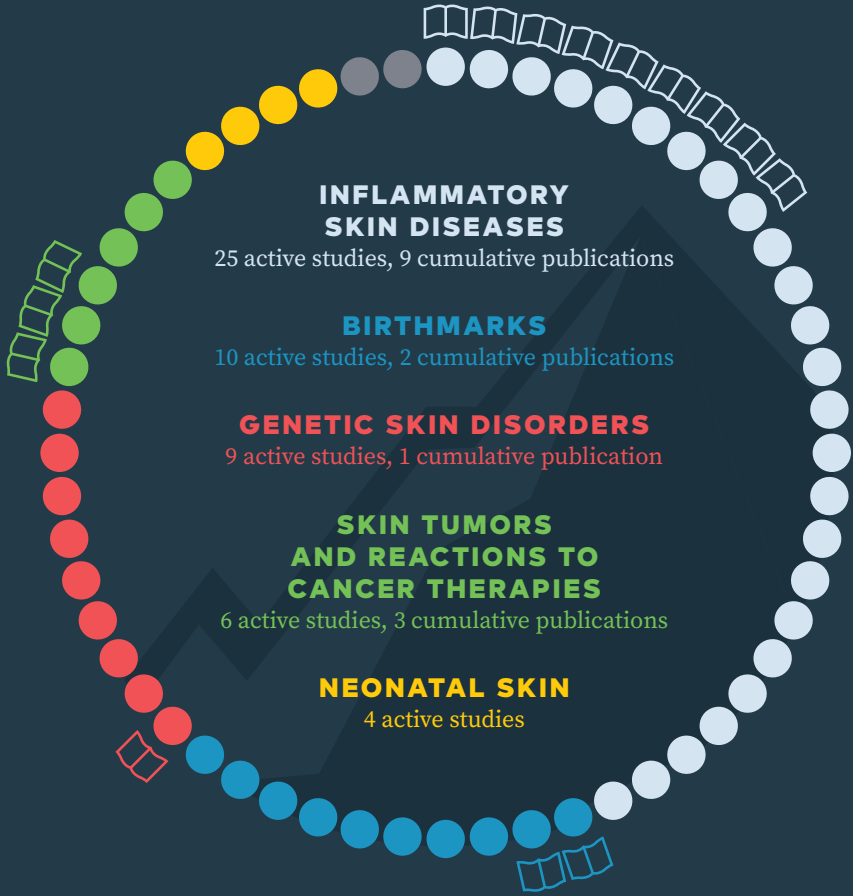 INFLAMMATORY
SKIN DISEASES
25 active studies, 9 cumulative publications
BIRTHMARKS
10 active studies, 2 cumulative publications
GENETIC SKIN DISORDERS
9 active studies, 1 cumulative publication
SKIN TUMORS
AND REACTIONS TO
CANCER THERAPIES
6 active studies, 3 cumulative publications
NEONATAL SKIN
4 active studies